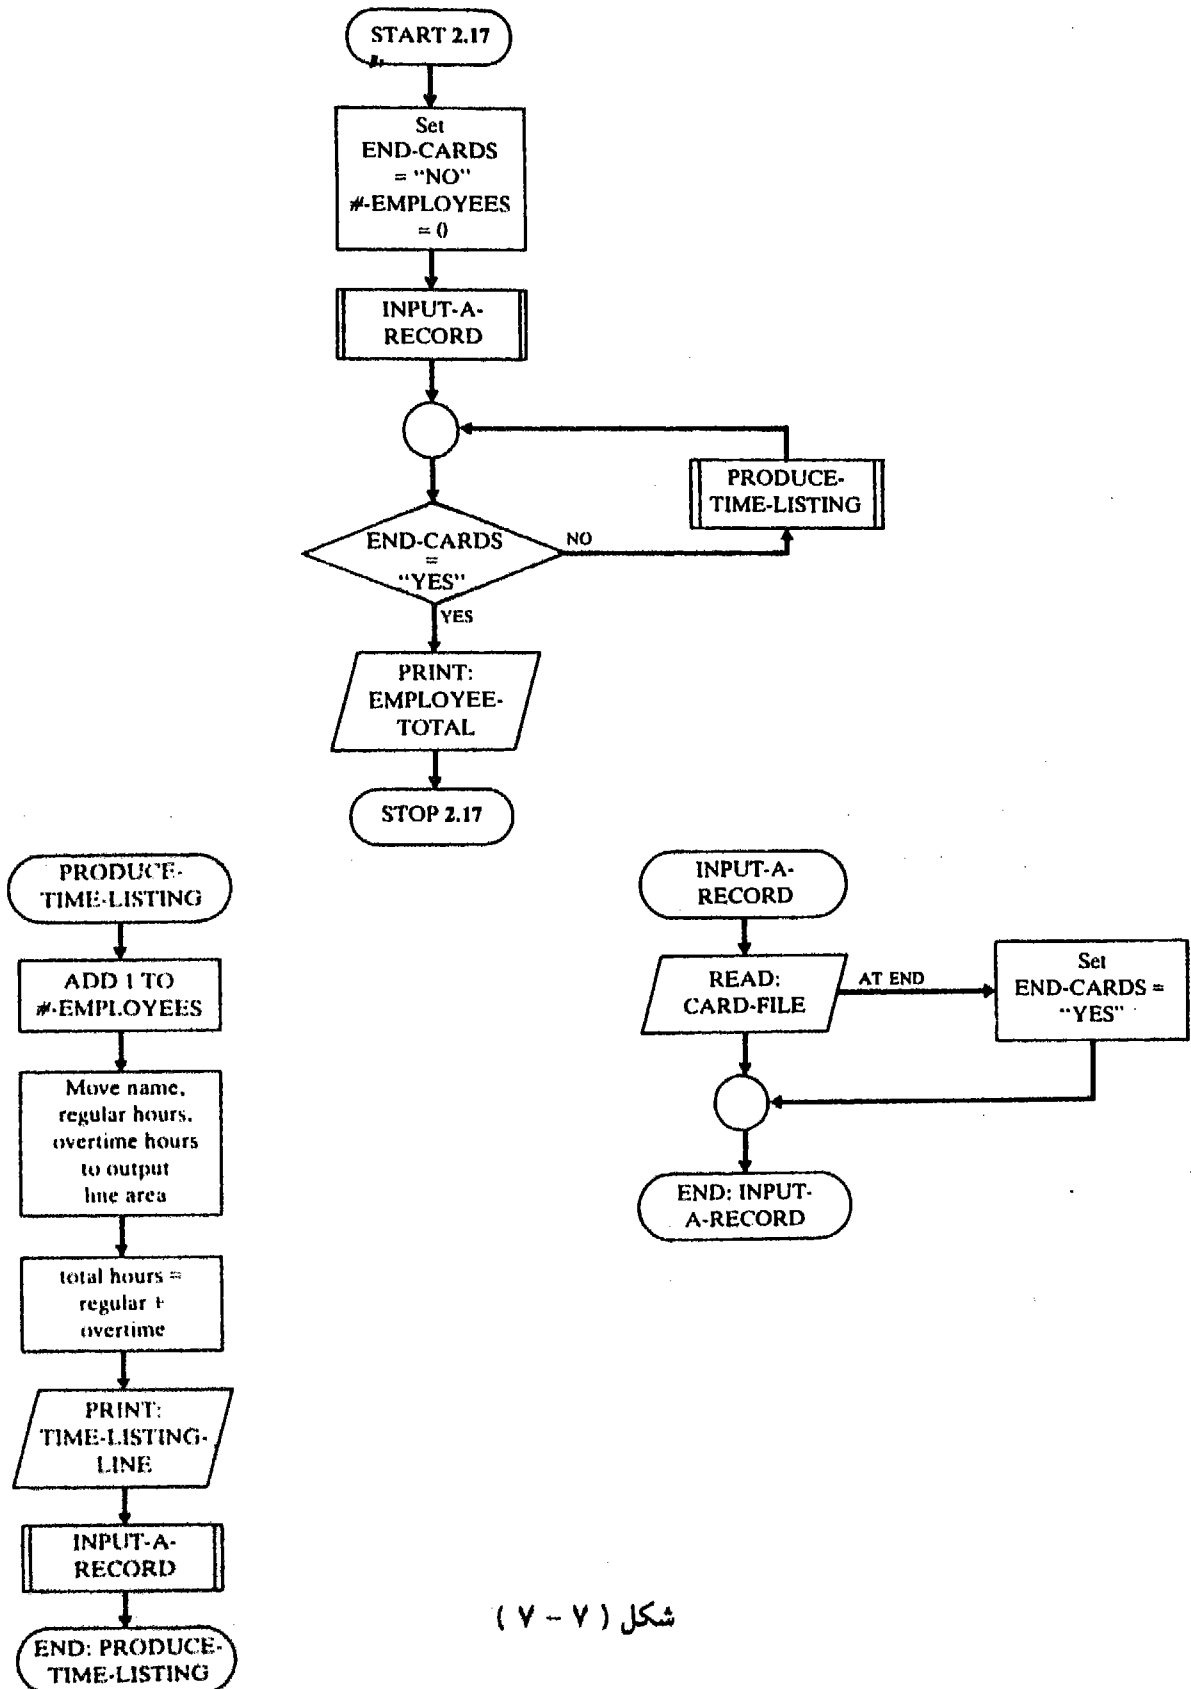 START 2.17
Set
END-CARDS
= “NO”
#-EMPLOYEES
= 0
INPUT-A-
RECORD
PRODUCE-
TIME-LISTING
END-CARDS
=
“YES”
NO
YES
PRINT:
EMPLOYEE-
TOTAL
STOP 2.17
PRODUCE-
TIME-LISTING
ADD 1 TO
#-EMPLOYEES
Move name,
regular hours,
overtime hours
to output
line area
total hours =
regular +
overtime
PRINT:
TIME-LISTING-
LINE
INPUT-A-
RECORD
END: PRODUCE-
TIME-LISTING
INPUT-A-
RECORD
READ:
CARD-FILE
AT END
Set
END-CARDS =
“YES”
END: INPUT-
A-RECORD
شكل ( ٧ - ٧ )